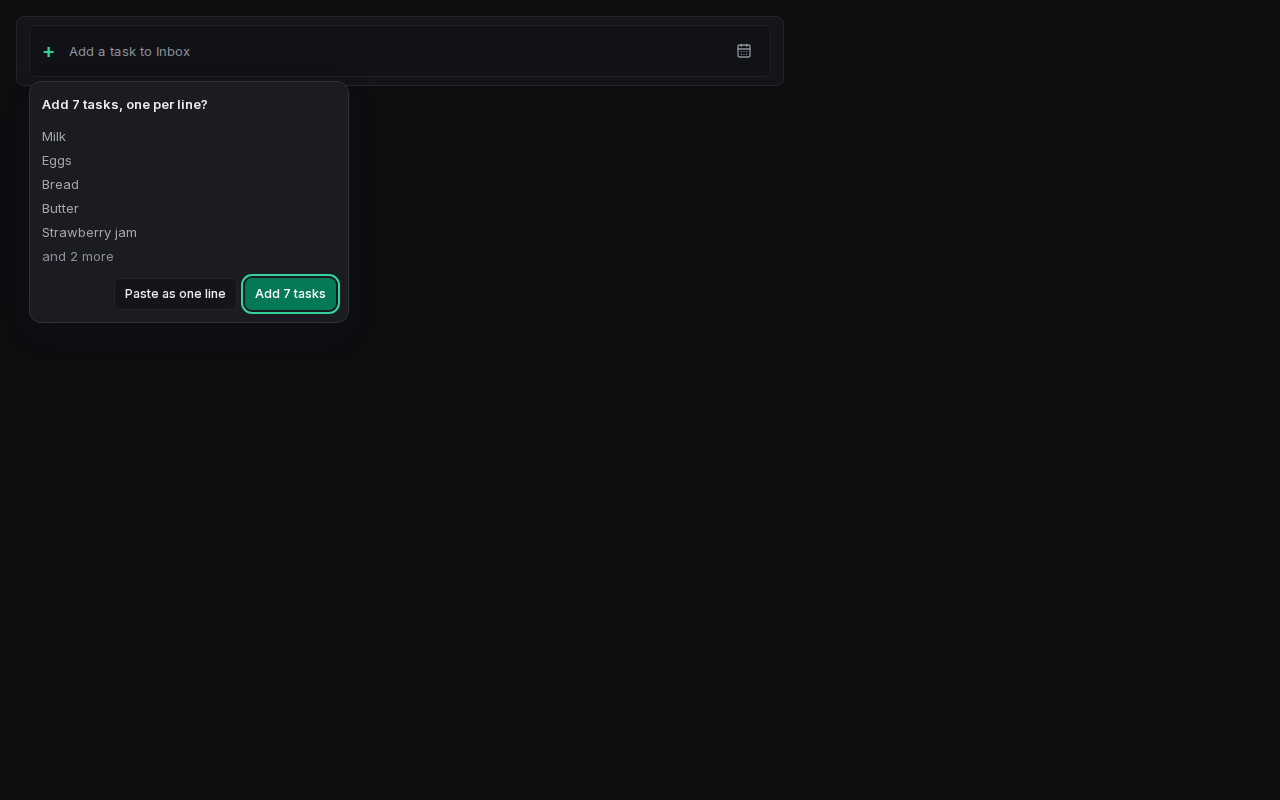 + Add a task to Inbox
Add 7 tasks, one per line?
Milk
Eggs
Bread
Butter
Strawberry jam
and 2 more
Paste as one line Add 7 tasks